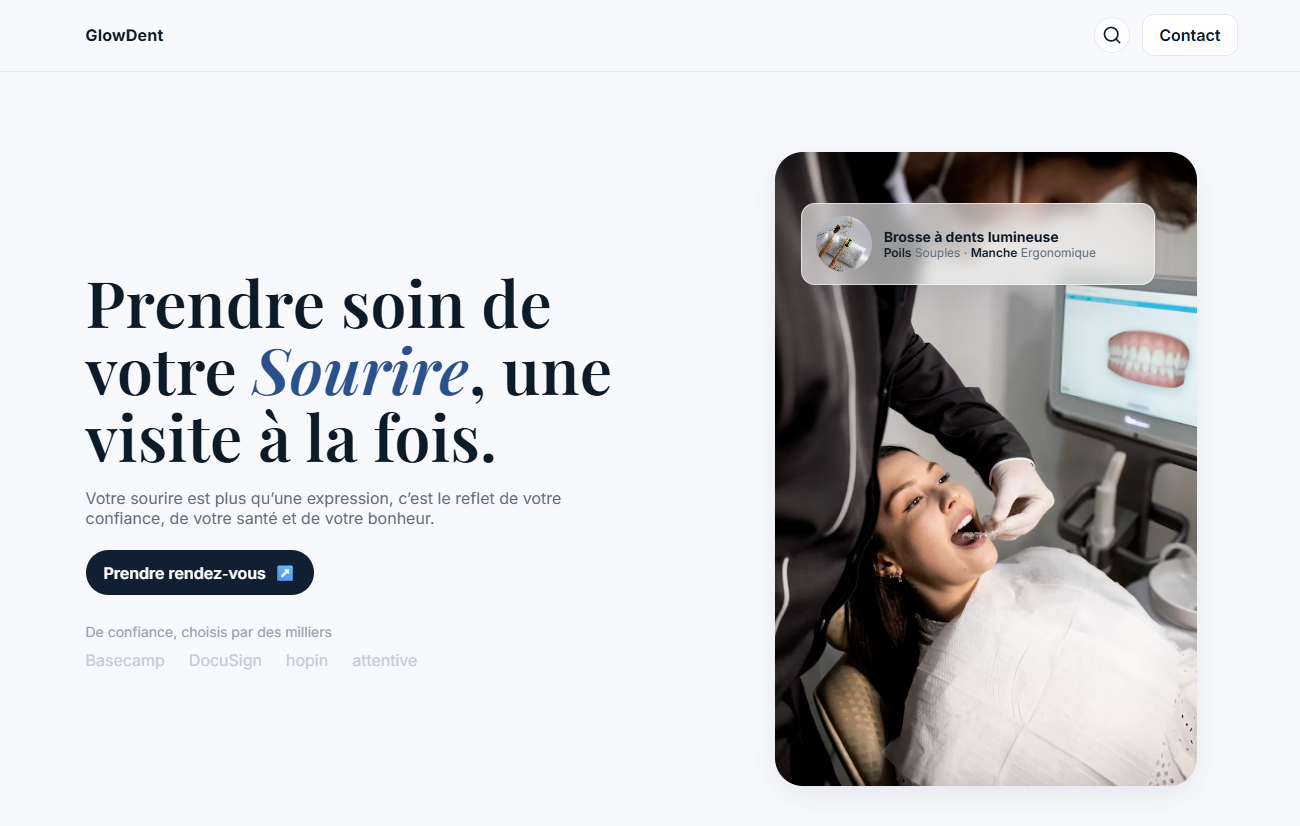 GlowDent
Contact
Prendre soin de
votre Sourire, une
visite à la fois.
Votre sourire est plus qu’une expression, c’est le reflet de votre
confiance, de votre santé et de votre bonheur.
Prendre rendez-vous ↗
De confiance, choisis par des milliers
Basecamp DocuSign hopin attentive
Brosse à dents lumineuse
Poils Souples · Manche Ergonomique